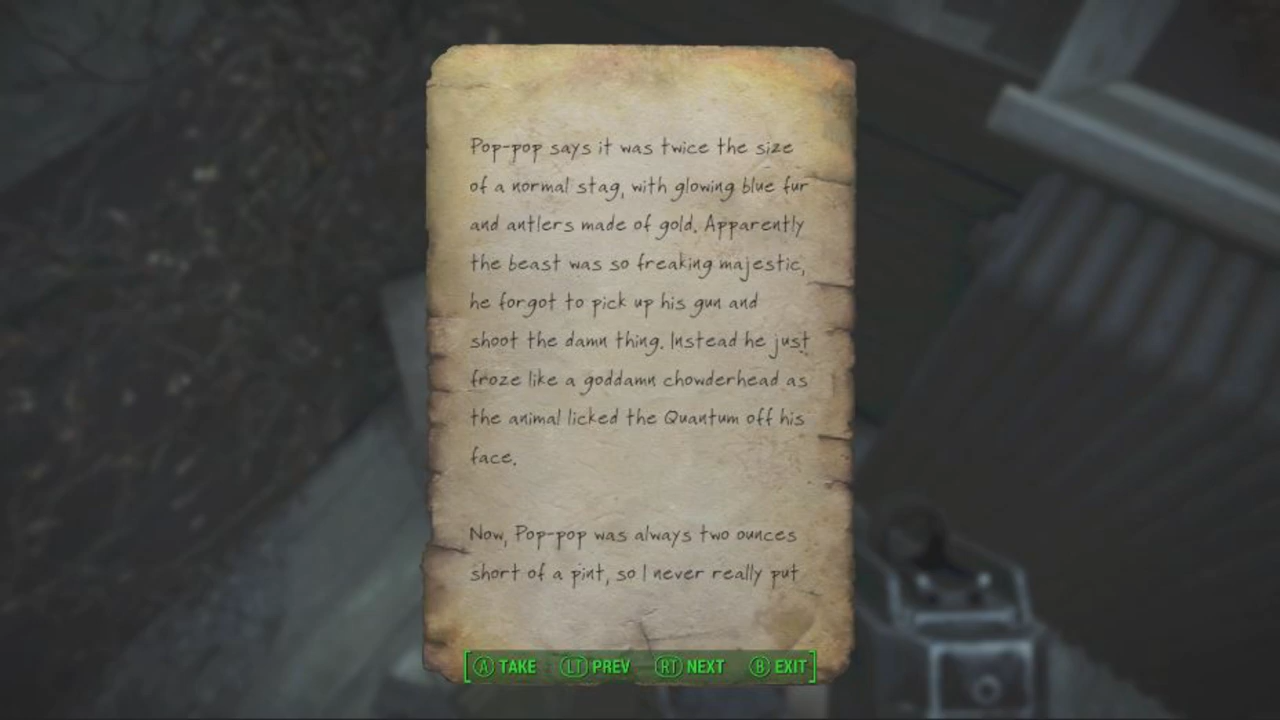 Pop-pop says it was twice the size
of a normal stag, with glowing blue fur
and antlers made of gold. Apparently
the beast was so freaking majestic,
he forgot to pick up his gun and
shoot the damn thing. Instead he just
froze like a goddamn chowderhead as
the animal licked the Quantum off his
face.
Now, Pop-pop was always two ounces
short of a pint, so I never really put
A TAKE LT PREV RT NEXT B EXIT